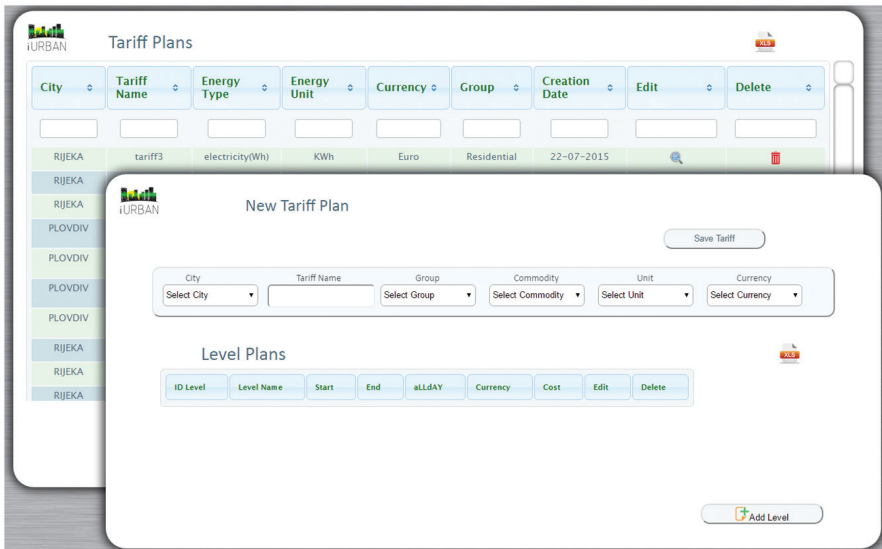 iURBAN
Tariff Plans
XLS
City Tariff Name Energy Type Energy Unit Currency Group Creation Date Edit Delete
RIJEKA tariff3 electricity(Wh) KWh Euro Residential 22-07-2015
RIJEKA
RIJEKA
PLOVDIV
PLOVDIV
PLOVDIV
PLOVDIV
RIJEKA
RIJEKA
RIJEKA
iURBAN
New Tariff Plan
Save Tariff
City Tariff Name Group Commodity Unit Currency
Select City Select Group Select Commodity Select Unit Select Currency
Level Plans
XLS
ID Level Level Name Start End aLLdAY Currency Cost Edit Delete
Add Level